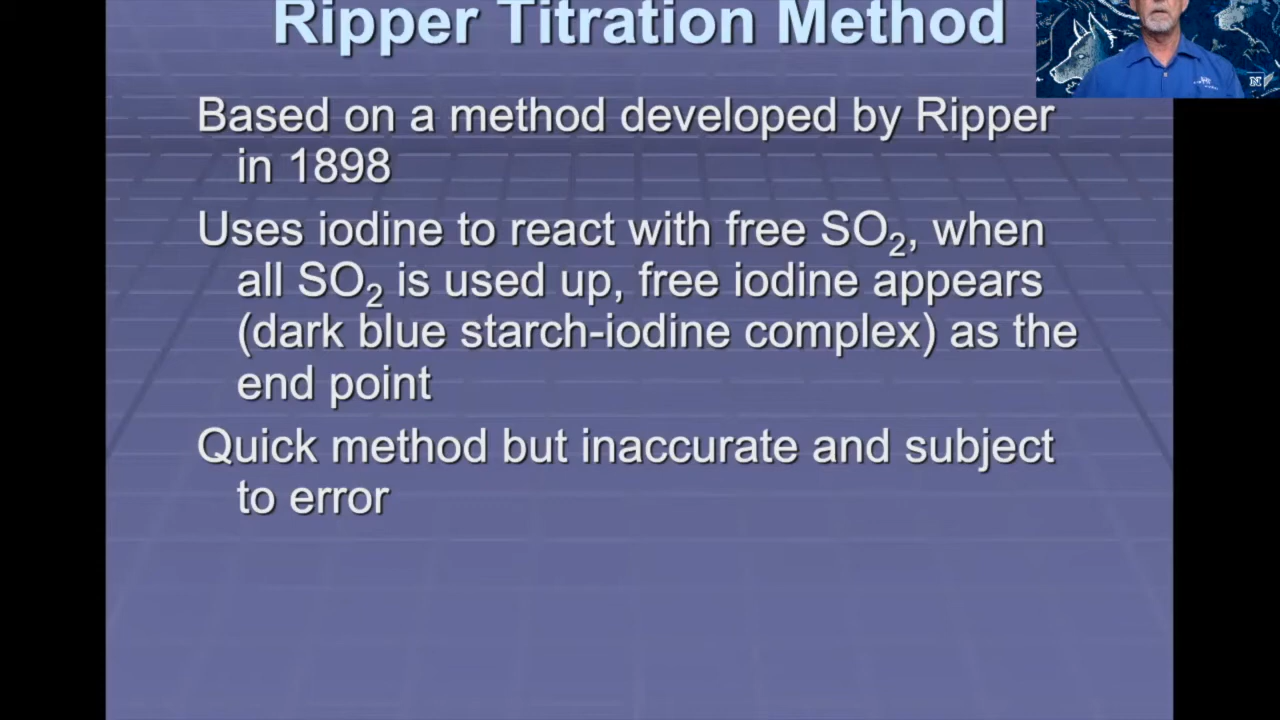 Ripper Titration Method
Based on a method developed by Ripper
in 1898
Uses iodine to react with free SO₂, when
all SO₂ is used up, free iodine appears
(dark blue starch-iodine complex) as the
end point
Quick method but inaccurate and subject
to error